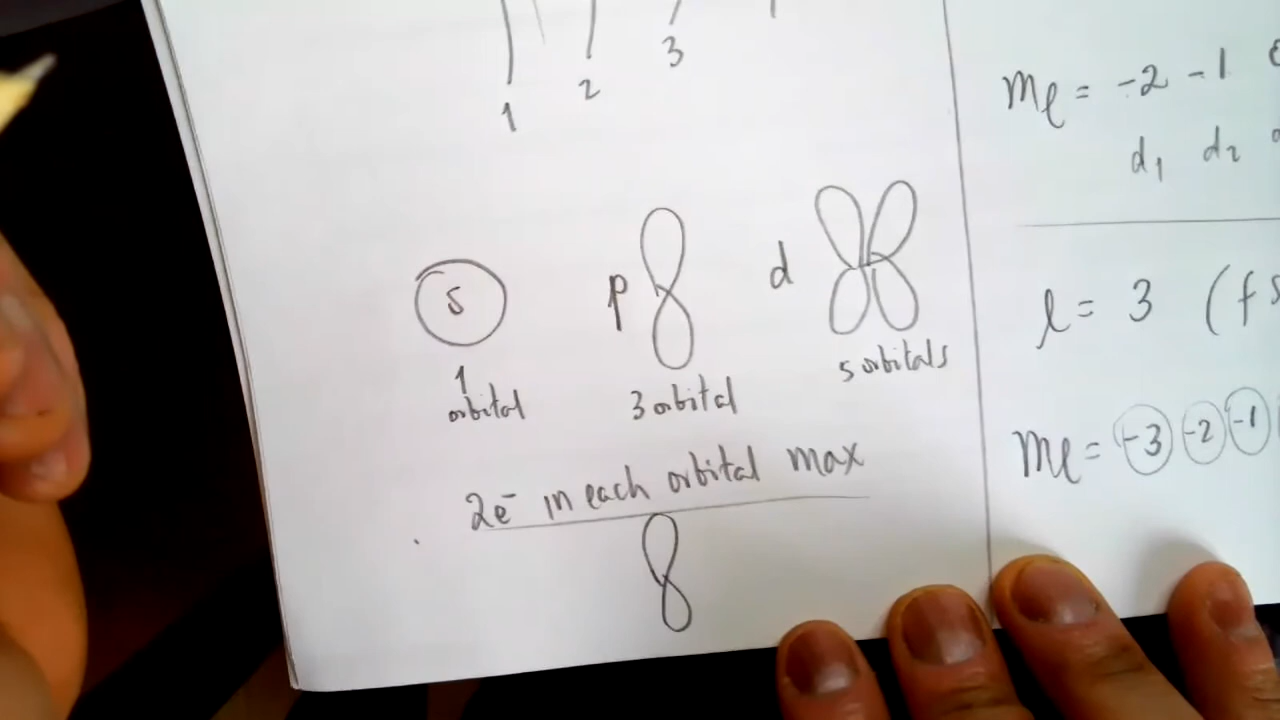 1 2 3
s p d
1 orbital
3 orbital
5 orbitals
2e⁻ in each orbital max
mℓ = -2 -1
d₁ d₂
ℓ = 3 (f
mℓ = -3 -2 -1